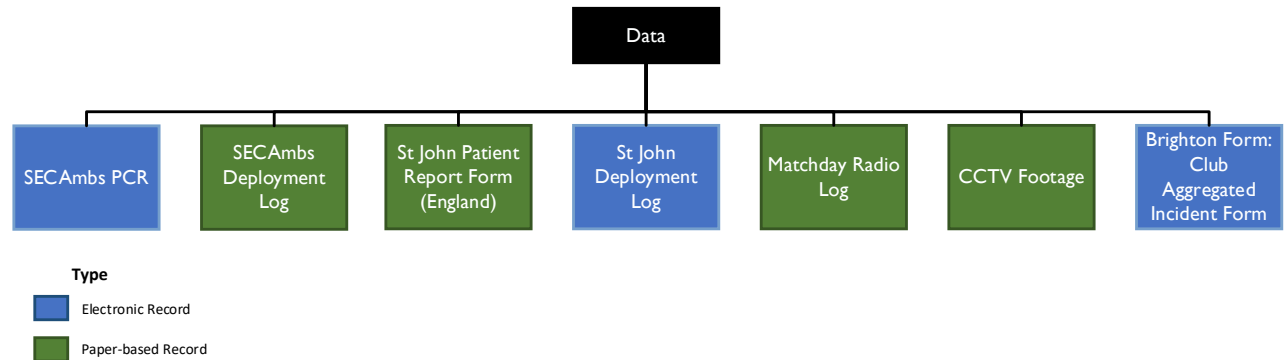 Data
SECAmbs PCR
SECAmbs
Deployment
Log
St John Patient
Report Form
(England)
St John
Deployment
Log
Matchday Radio
Log
CCTV Footage
Brighton Form:
Club
Aggregated
Incident Form
Type
Electronic Record
Paper-based Record